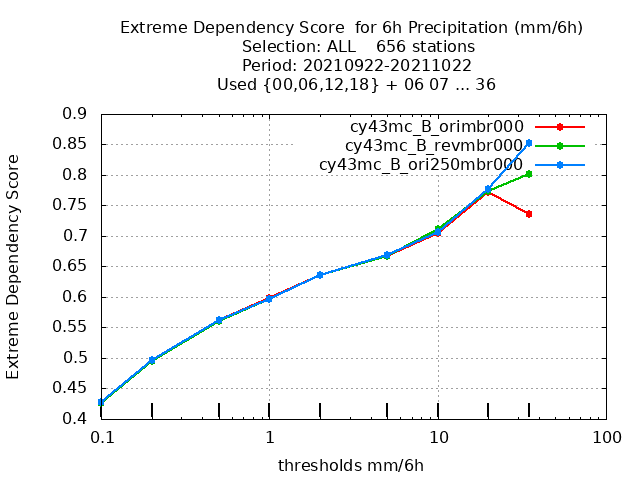 Extreme Dependency Score  for 6h Precipitation (mm/6h)
Selection: ALL    656 stations
Period: 20210922-20211022
Used {00,06,12,18} + 06 07 ... 36
cy43mc_B_orimbr000
cy43mc_B_revmbr000
cy43mc_B_ori250mbr000
Extreme Dependency Score
0.9
0.85
0.8
0.75
0.7
0.65
0.6
0.55
0.5
0.45
0.4
0.1 1 10 100
thresholds mm/6h